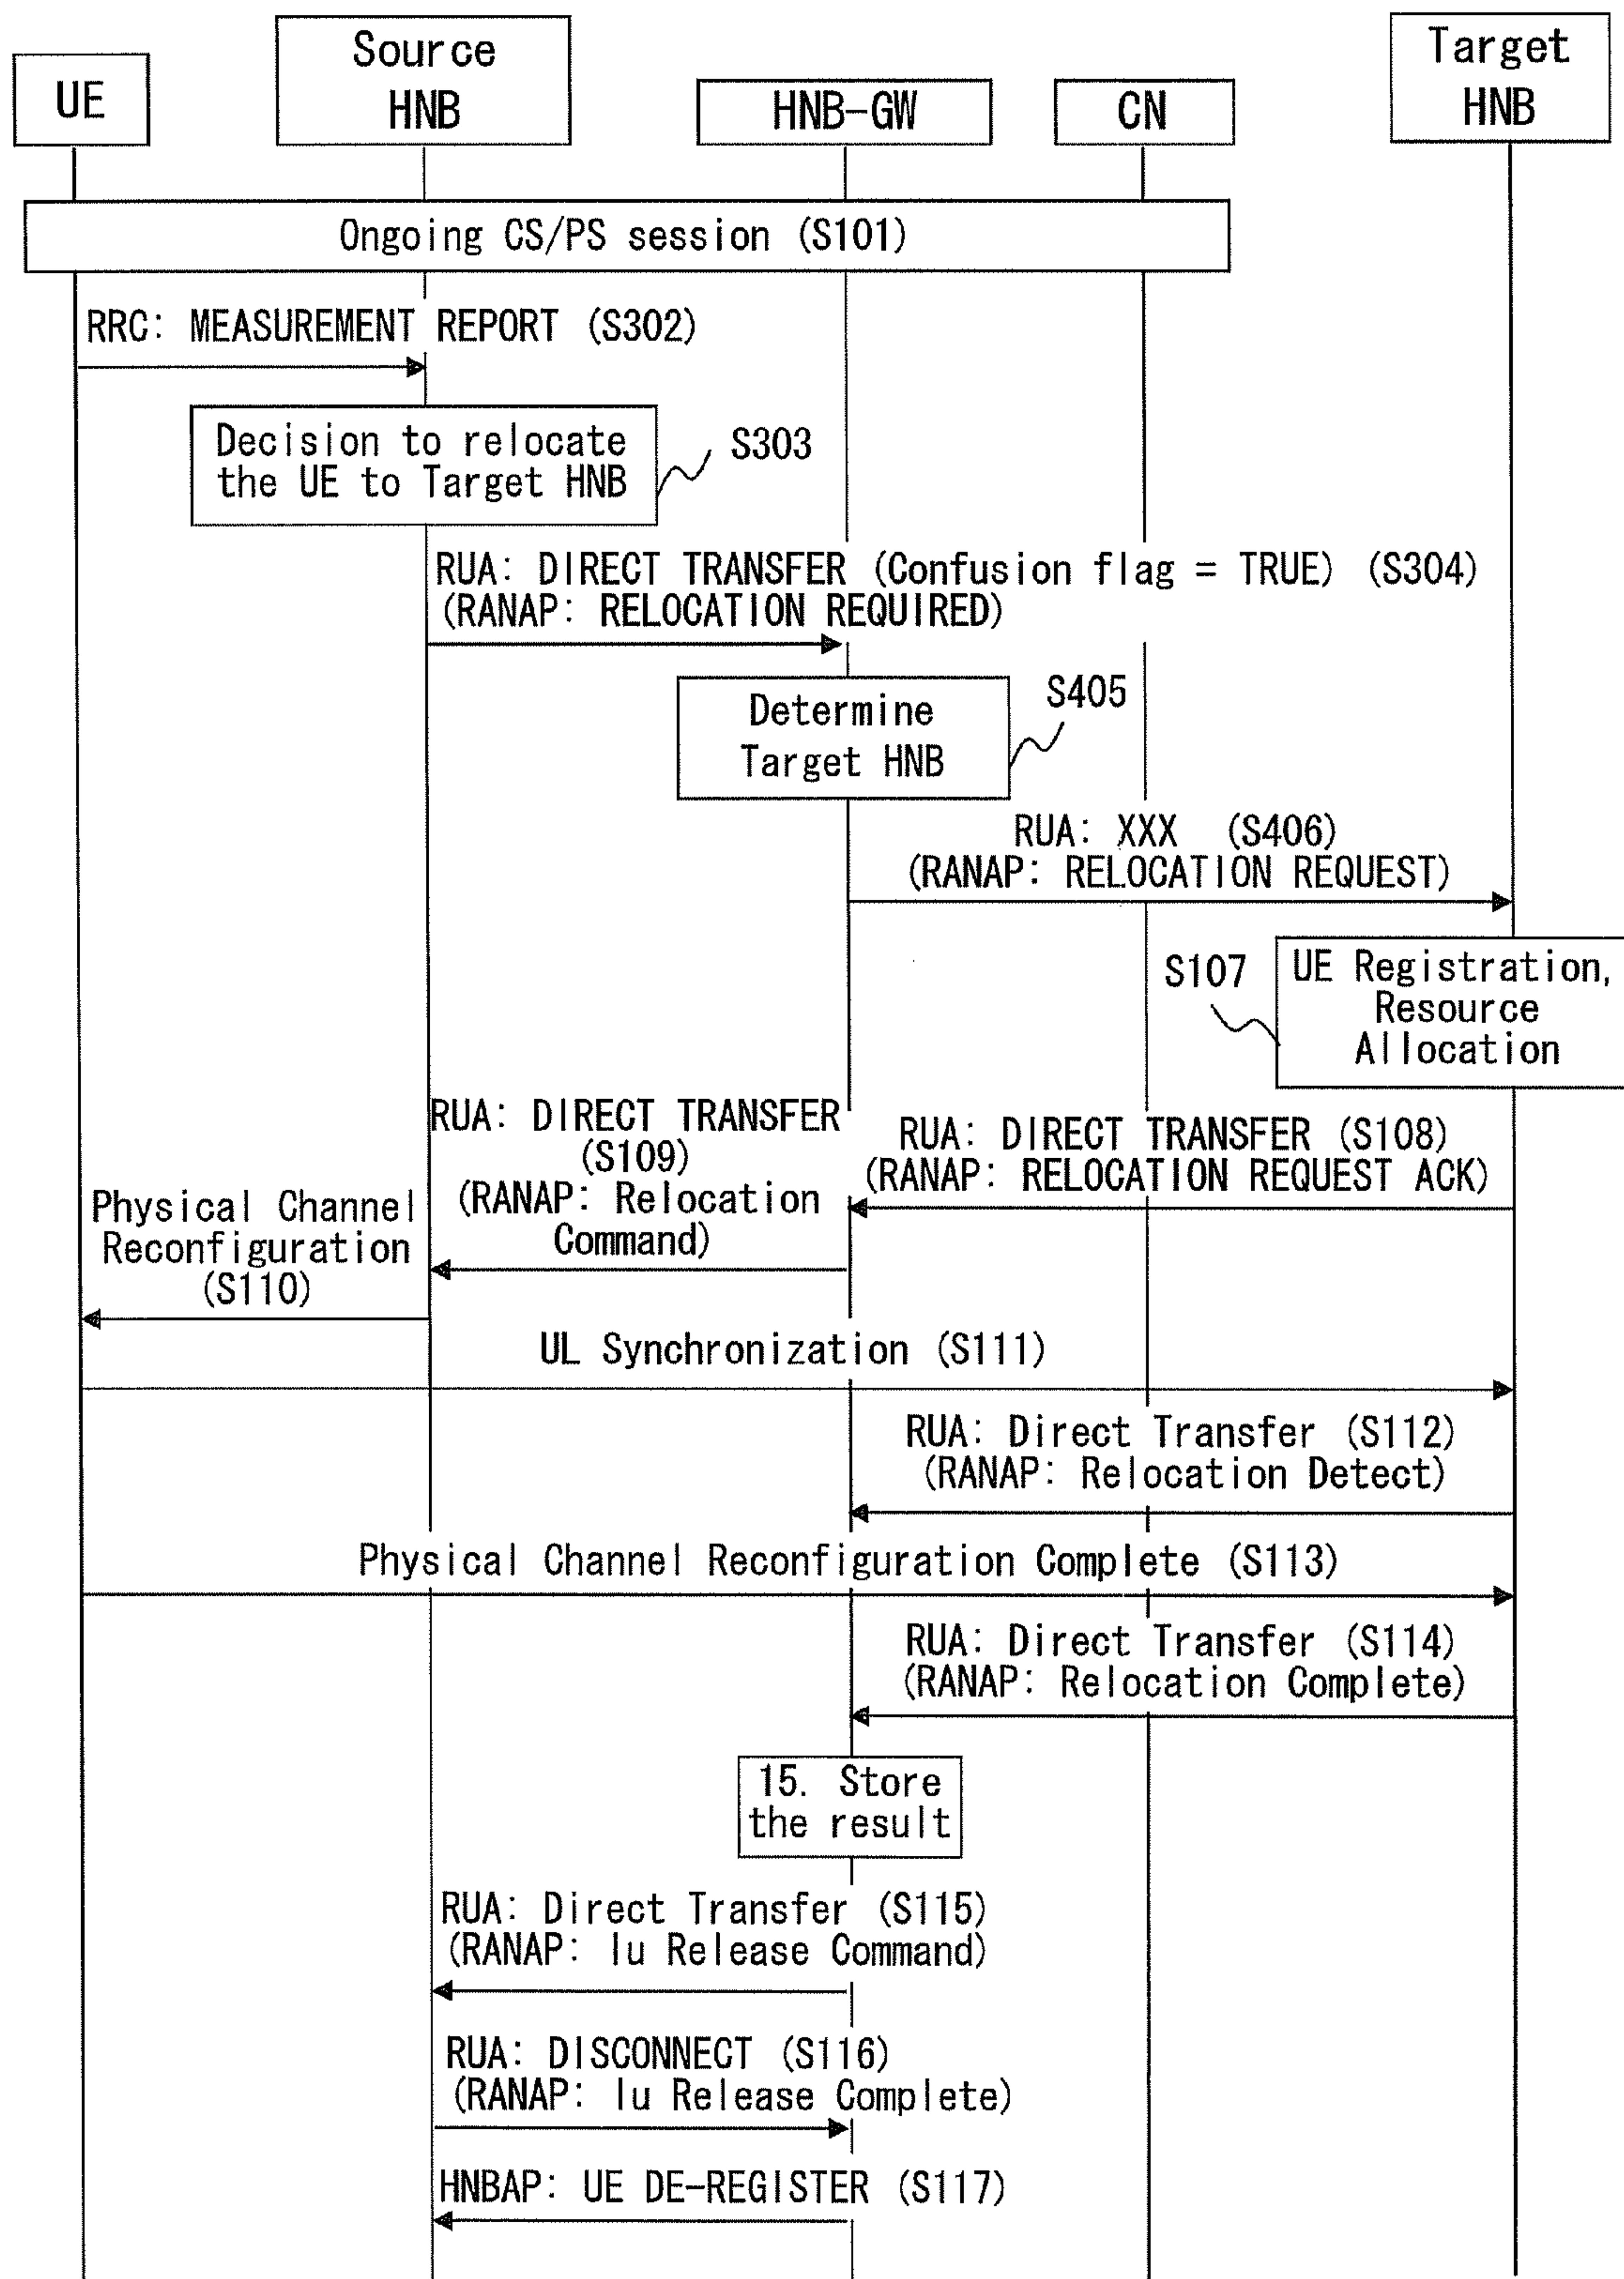 UE
Source
HNB
HNB-GW
CN
Target
HNB
Ongoing CS/PS session (S101)
RRC: MEASUREMENT REPORT (S302)
Decision to relocate
the UE to Target HNB
S303
RUA: DIRECT TRANSFER (Confusion flag = TRUE) (S304)
(RANAP: RELOCATION REQUIRED)
Determine
Target HNB
S405
RUA: XXX (S406)
(RANAP: RELOCATION REQUEST)
S107
UE Registration,
Resource
Allocation
RUA: DIRECT TRANSFER
(S109)
(RANAP: Relocation
Command)
RUA: DIRECT TRANSFER (S108)
(RANAP: RELOCATION REQUEST ACK)
Physical Channel
Reconfiguration
(S110)
UL Synchronization (S111)
RUA: Direct Transfer (S112)
(RANAP: Relocation Detect)
Physical Channel Reconfiguration Complete (S113)
RUA: Direct Transfer (S114)
(RANAP: Relocation Complete)
15. Store
the result
RUA: Direct Transfer (S115)
(RANAP: Iu Release Command)
RUA: DISCONNECT (S116)
(RANAP: Iu Release Complete)
HNBAP: UE DE-REGISTER (S117)